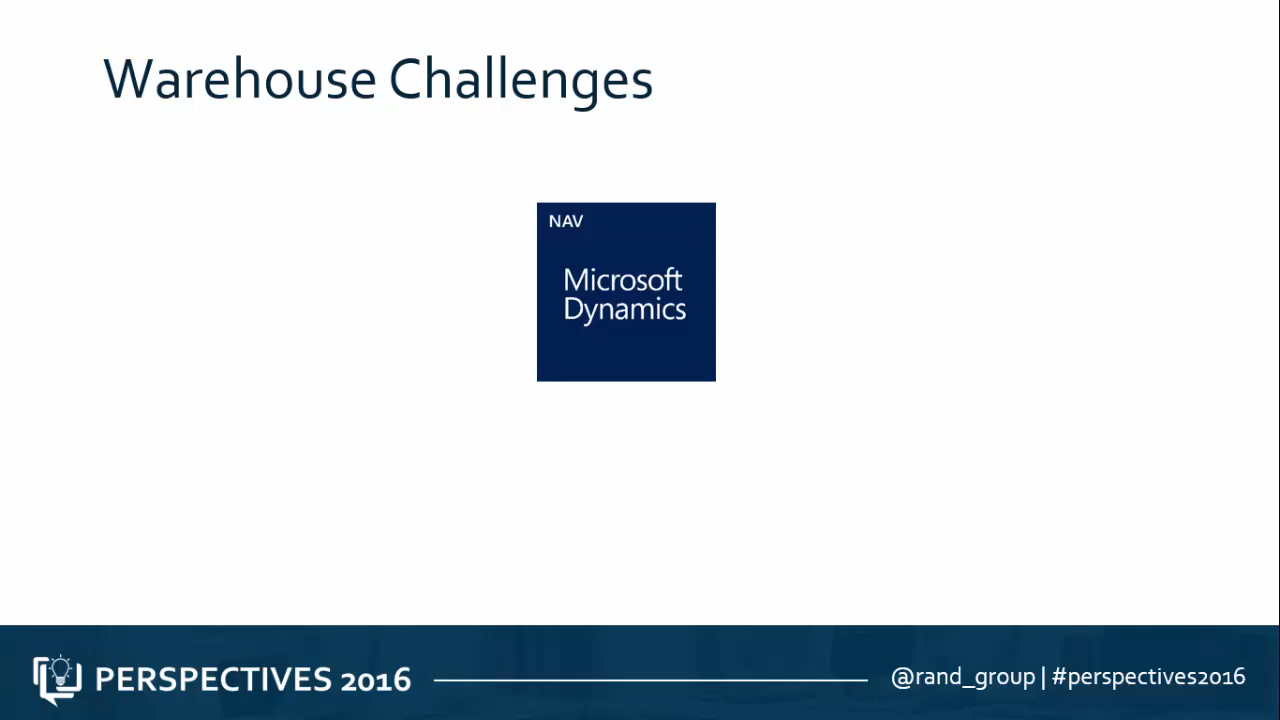 Warehouse Challenges
NAV
Microsoft
Dynamics
PERSPECTIVES 2016
@rand_group | #perspectives2016